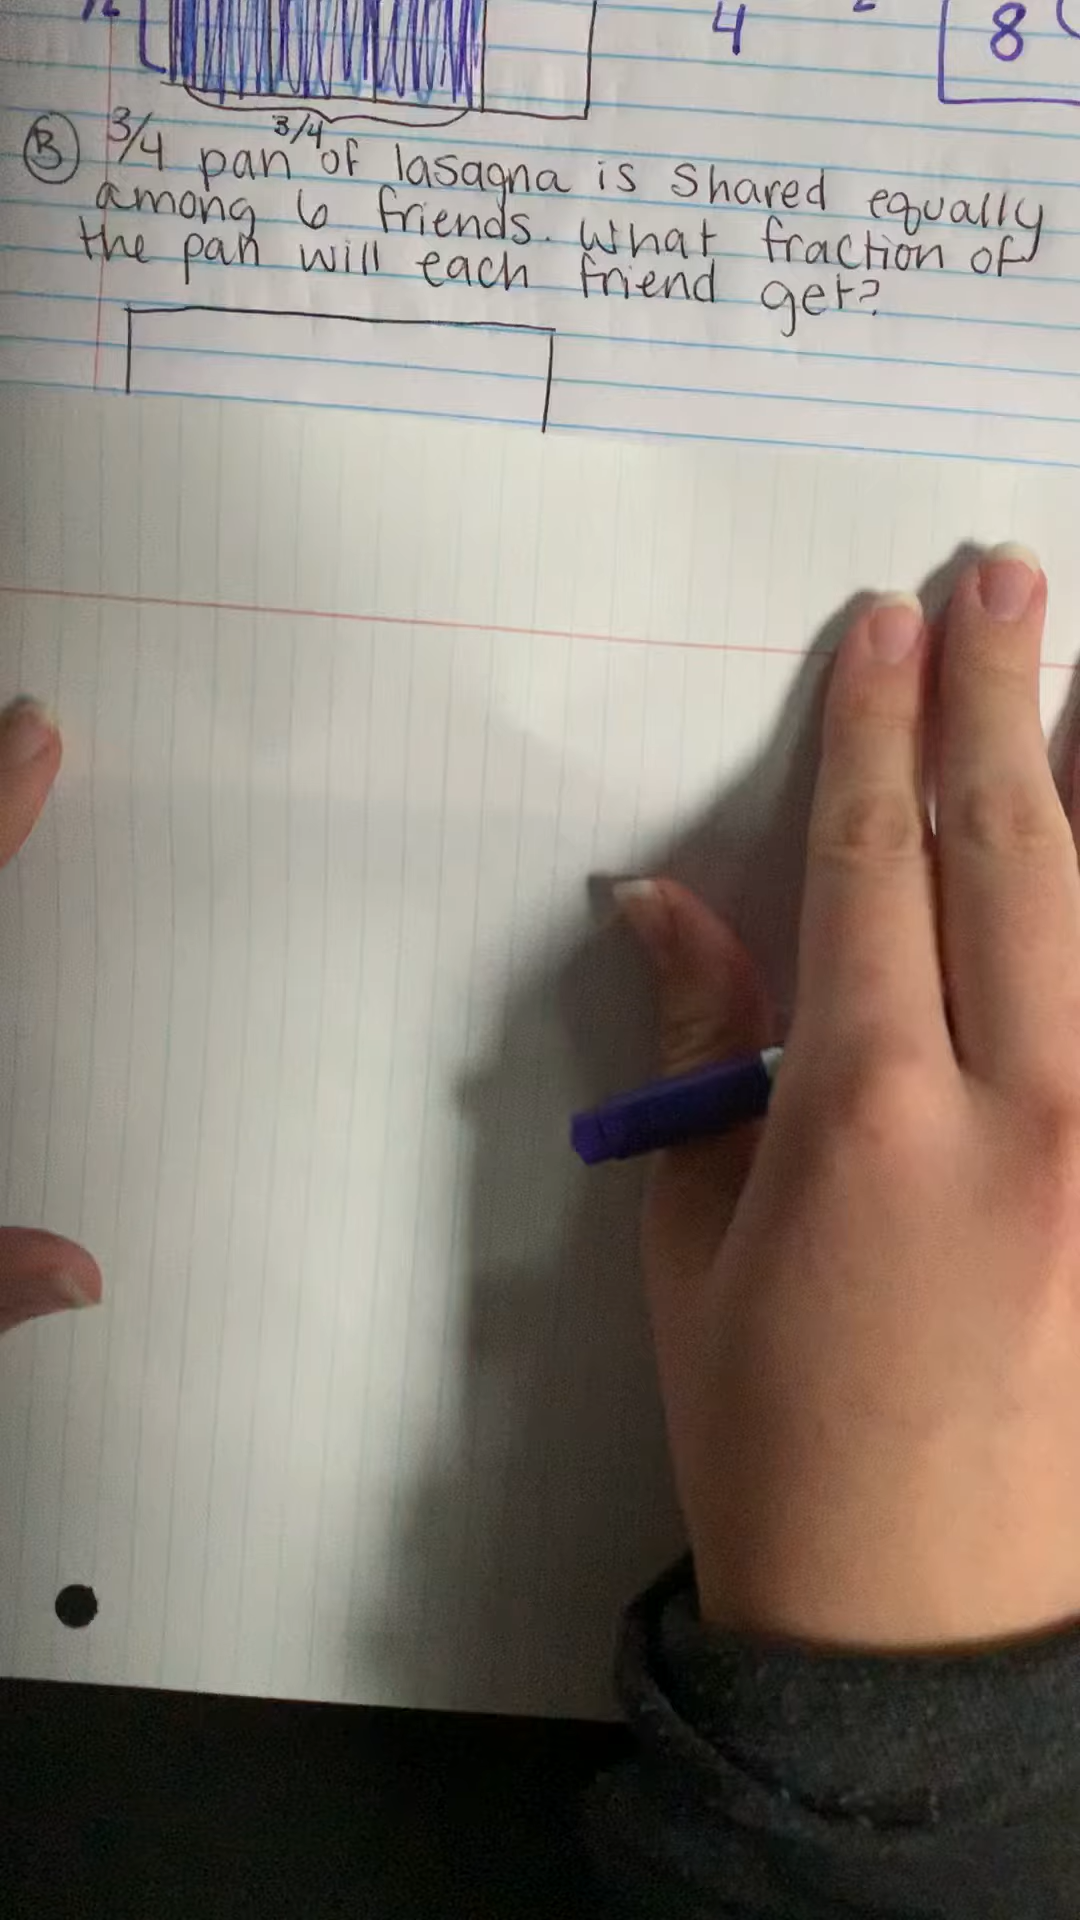 4 8
3/4
B 3/4 pan of lasagna is shared equally
among 6 friends. What fraction of
the pan will each friend get?